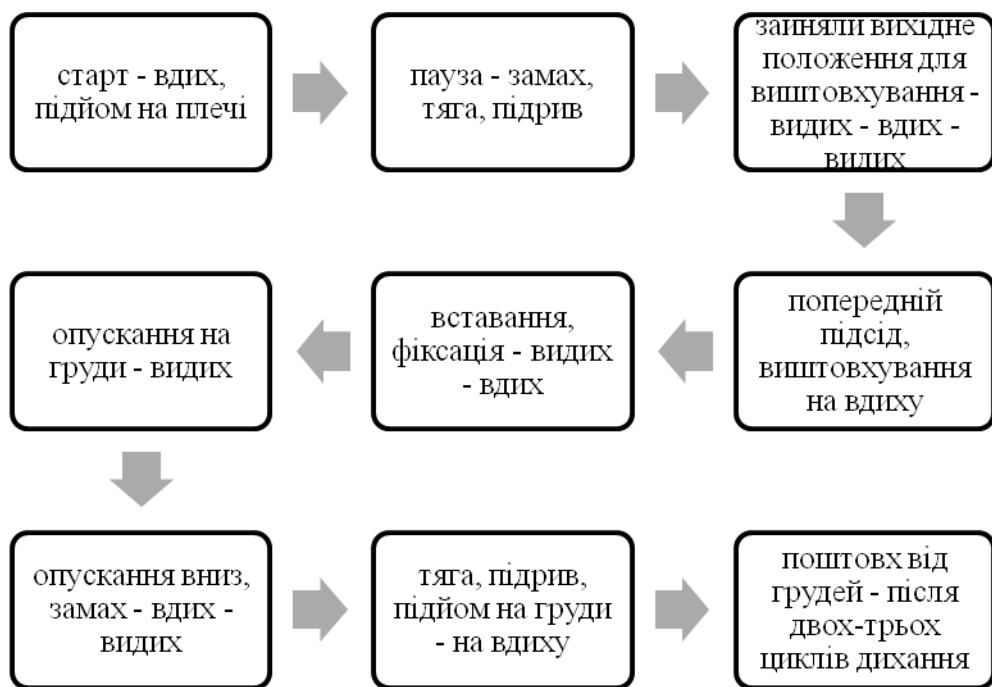 старт - вдих,
підйом на плечі
пауза - замах,
тяга, підрив
зайняли вихідне
положення для
виштовхування -
видих - вдих -
видих
попередній
підсід,
виштовхування
на вдиху
вставання,
фіксація - видих
- вдих
опускання на
груди - видих
опускання вниз,
замах - вдих -
видих
тяга, підрив,
підйом на груди
- на вдиху
поштовх від
грудей - після
двох-трьох
циклів дихання